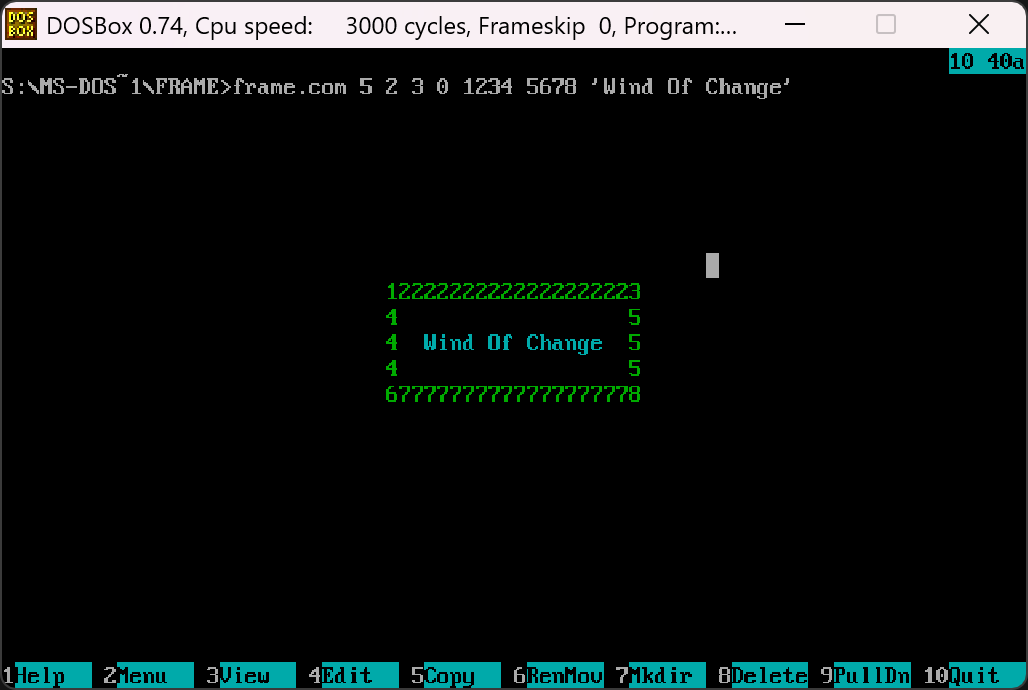 DOS
BOX
DOSBox 0.74, Cpu speed:     3000 cycles, Frameskip  0, Program:...
10 40a
S:\MS-DOS~1\FRAME>frame.com 5 2 3 0 1234 5678 'Wind Of Change'
12222222222222222223
4                  5
4  Wind Of Change  5
4                  5
67777777777777777778
1Help 2Menu 3View 4Edit 5Copy 6RenMov 7Mkdir 8Delete 9PullDn 10Quit